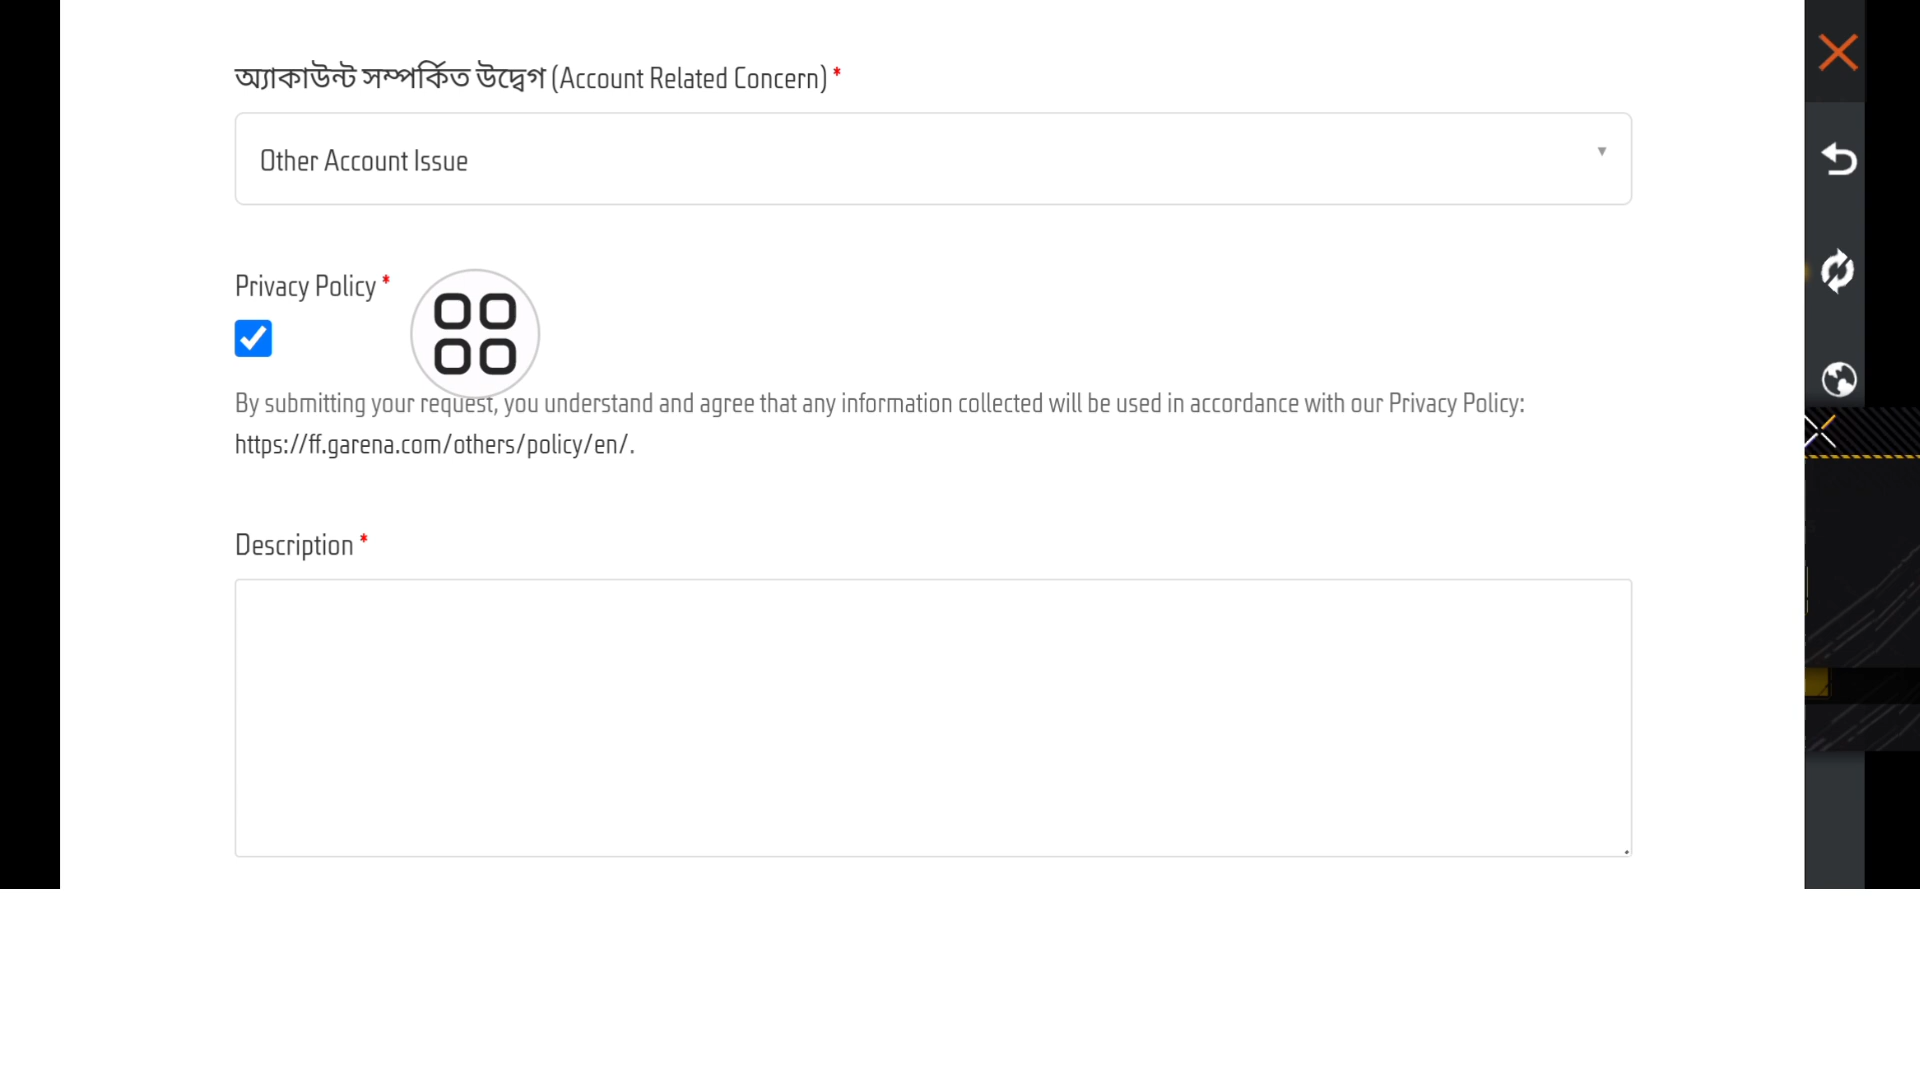 অ্যাকাউন্ট সম্পর্কিত উদ্বেগ (Account Related Concern) *
Other Account Issue
Privacy Policy *
By submitting your request, you understand and agree that any information collected will be used in accordance with our Privacy Policy:
https://ff.garena.com/others/policy/en/.
Description *